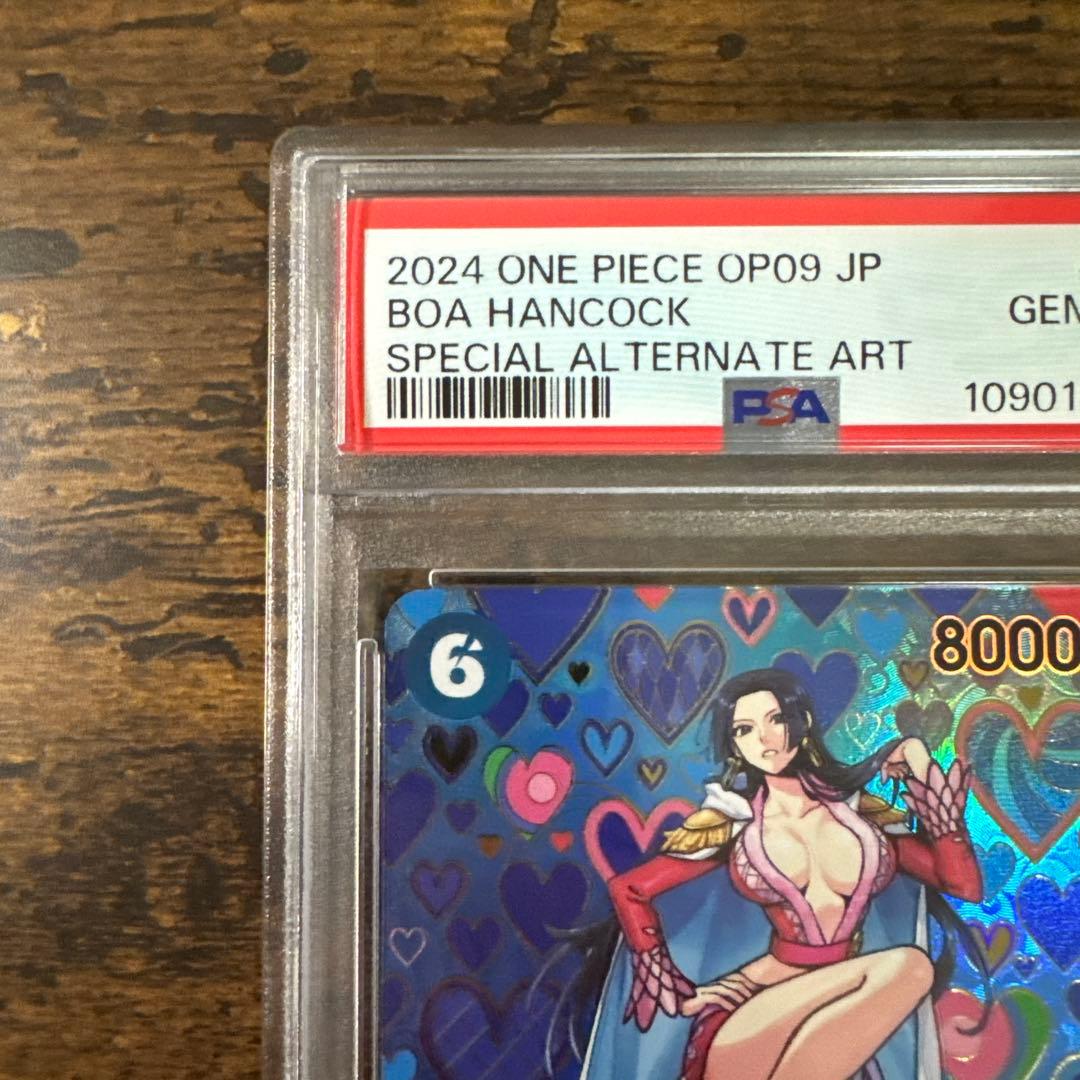 2024 ONE PIECE OP09 JP
BOA HANCOCK
GEM
SPECIAL ALTERNATE ART
PSA
10901
6
8000